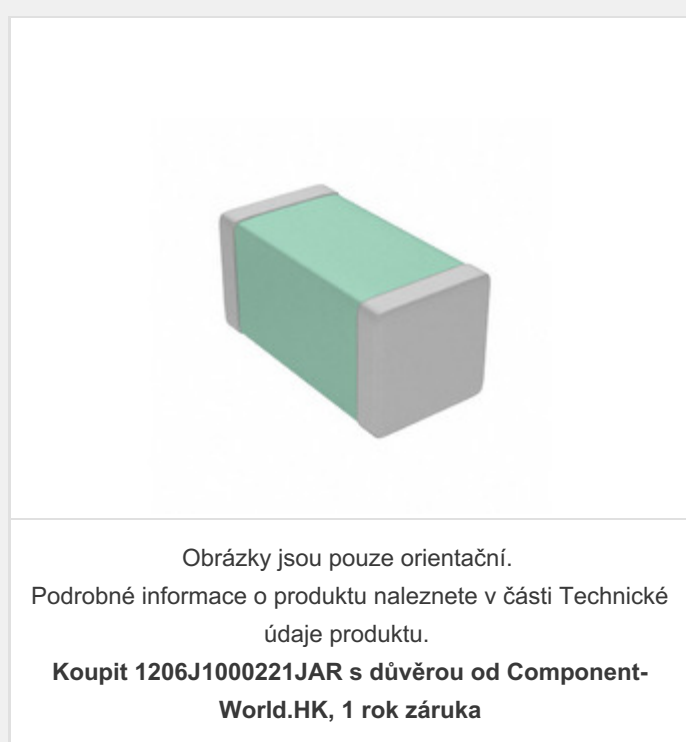 Obrázky jsou pouze orientační.
Podrobné informace o produktu naleznete v části Technické
údaje produktu.
Koupit 1206J1000221JAR s důvěrou od Component-
World.HK, 1 rok záruka